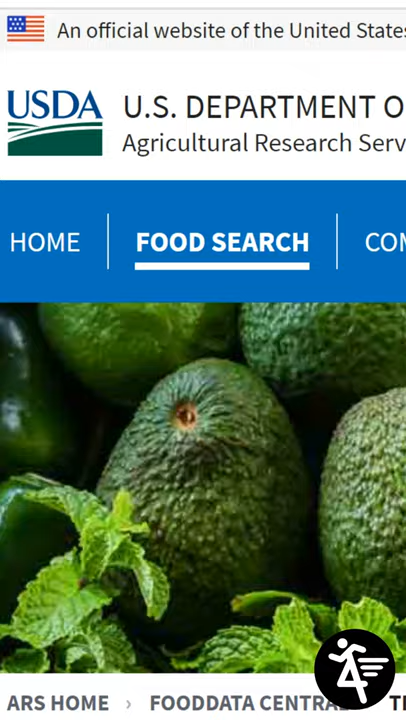 An official website of the United States
USDA
U.S. DEPARTMENT O
Agricultural Research Serv
HOME
FOOD SEARCH
CO
ARS HOME › FOODDATA CENTRA